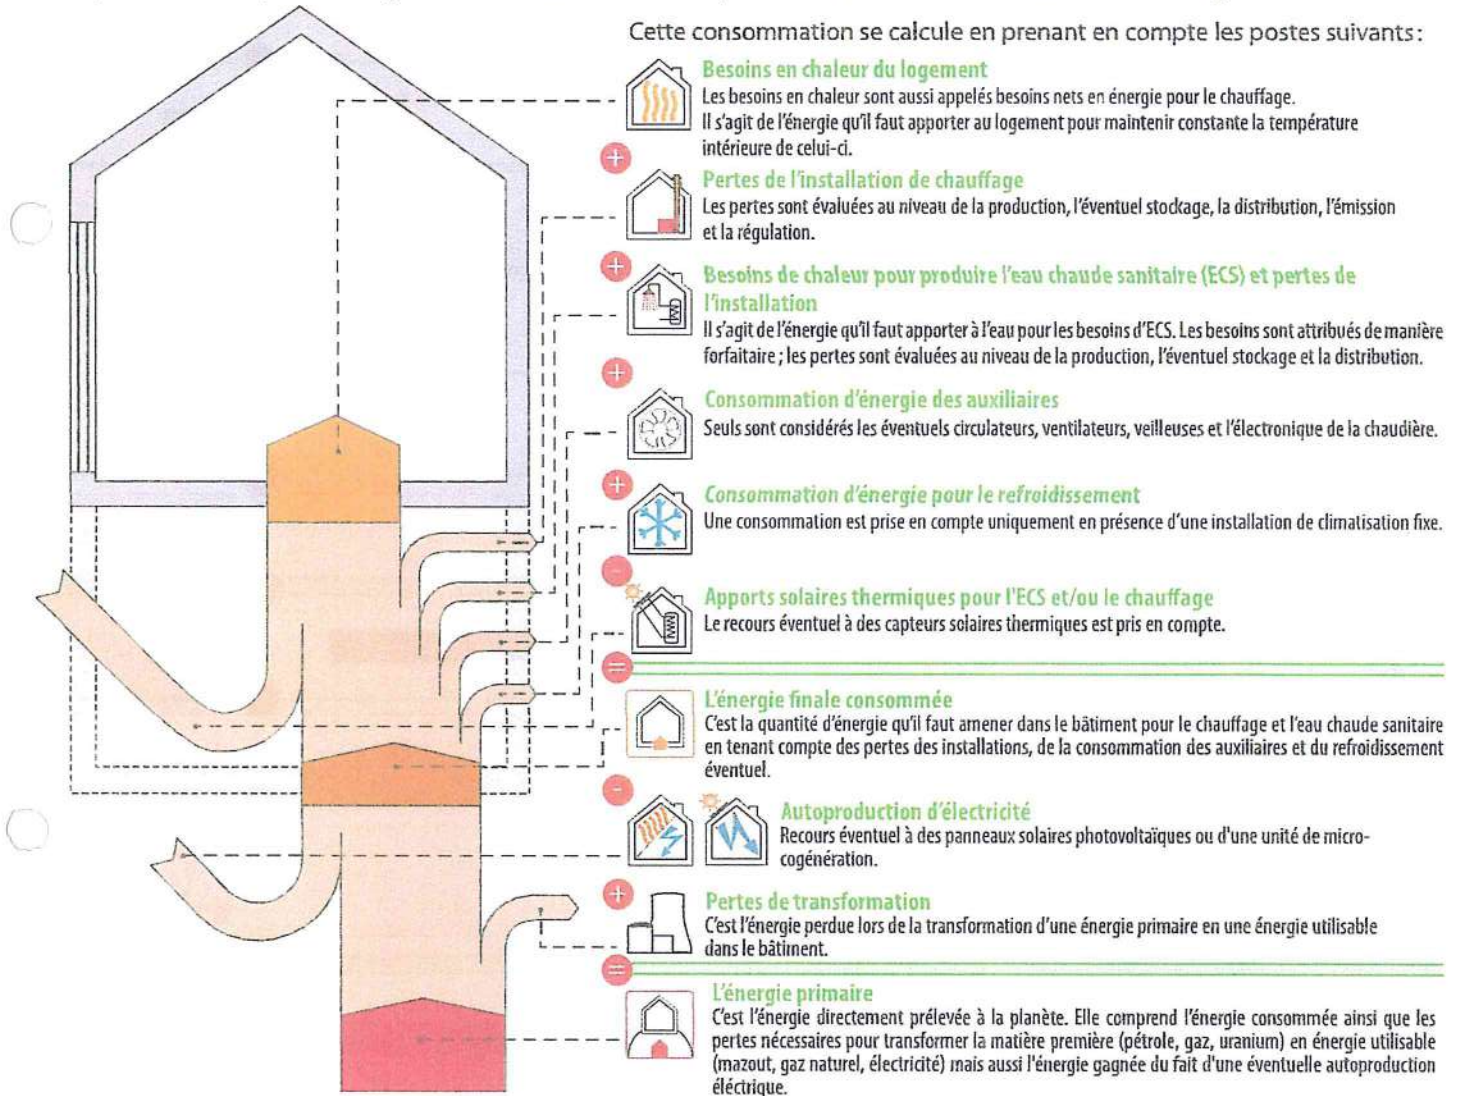 Cette consommation se calcule en prenant en compte les postes suivants:
Besoins en chaleur du logement
Les besoins en chaleur sont aussi appelés besoins nets en énergie pour le chauffage.
Il s'agit de l'énergie qu'il faut apporter au logement pour maintenir constante la température
intérieure de celui-ci.
+
Pertes de l'installation de chauffage
Les pertes sont évaluées au niveau de la production, l'éventuel stockage, la distribution, l'émission
et la régulation.
+
Besoins de chaleur pour produire l'eau chaude sanitaire (ECS) et pertes de
l'installation
Il s'agit de l'énergie qu'il faut apporter à l'eau pour les besoins d'ECS. Les besoins sont attribués de manière
forfaitaire ; les pertes sont évaluées au niveau de la production, l'éventuel stockage et la distribution.
+
Consommation d'énergie des auxiliaires
Seuls sont considérés les éventuels circulateurs, ventilateurs, veilleuses et l'électronique de la chaudière.
+
Consommation d'énergie pour le refroidissement
Une consommation est prise en compte uniquement en présence d'une installation de climatisation fixe.
-
Apports solaires thermiques pour l'ECS et/ou le chauffage
Le recours éventuel à des capteurs solaires thermiques est pris en compte.
=
L'énergie finale consommée
C'est la quantité d'énergie qu'il faut amener dans le bâtiment pour le chauffage et l'eau chaude sanitaire
en tenant compte des pertes des installations, de la consommation des auxiliaires et du refroidissement
éventuel.
-
Autoproduction d'électricité
Recours éventuel à des panneaux solaires photovoltaïques ou d'une unité de micro-
cogénération.
+
Pertes de transformation
C'est l'énergie perdue lors de la transformation d'une énergie primaire en une énergie utilisable
dans le bâtiment.
=
L'énergie primaire
C'est l'énergie directement prélevée à la planète. Elle comprend l'énergie consommée ainsi que les
pertes nécessaires pour transformer la matière première (pétrole, gaz, uranium) en énergie utilisable
(mazout, gaz naturel, électricité) mais aussi l'énergie gagnée du fait d'une éventuelle autoproduction
éléctrique.